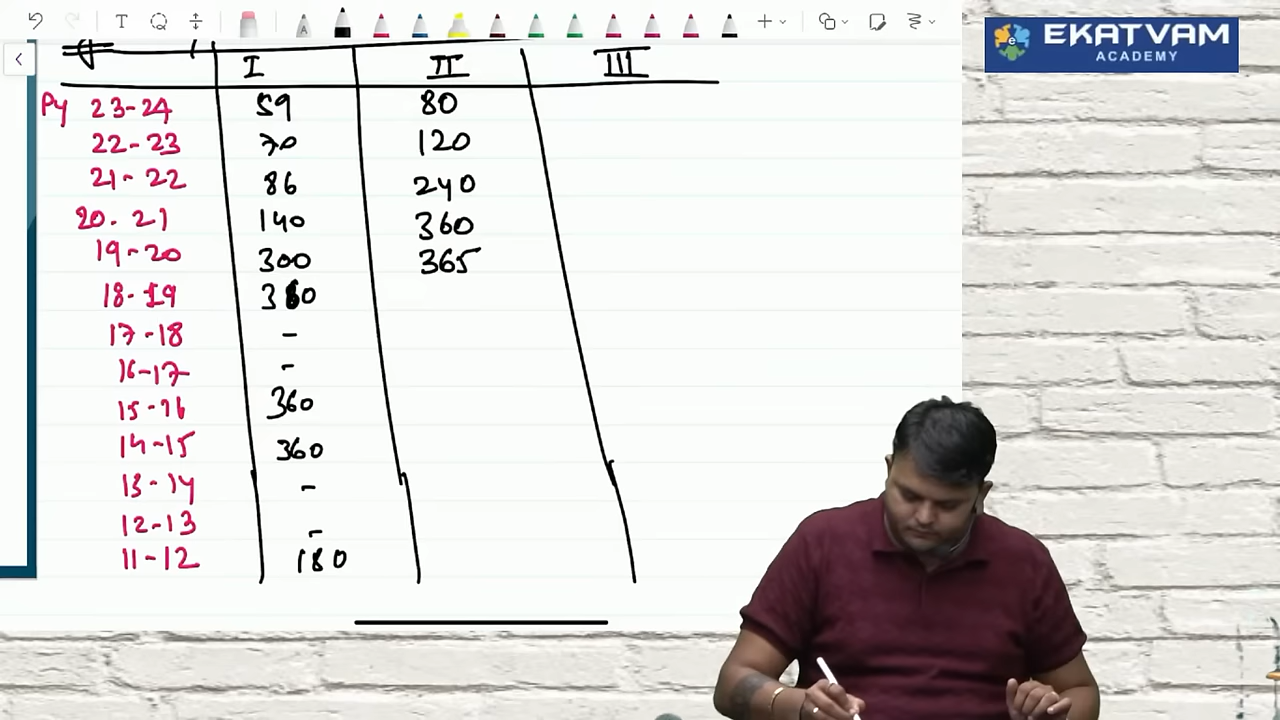 EKATVAM
ACADEMY
I II III
Py 23-24 59 80
22-23 70 120
21-22 86 240
20-21 140 360
19-20 300 365
18-19 310
17-18 -
16-17 -
15-16 360
14-15 360
13-14 -
12-13 -
11-12 180